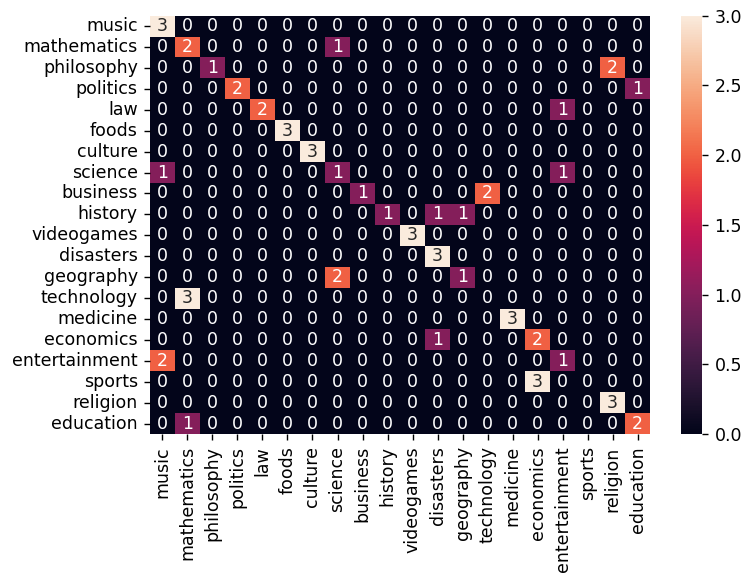 music 3 0 0 0 0 0 0 0 0 0 0 0 0 0 0 0 0 0 0 0
mathematics 0 2 0 0 0 0 0 1 0 0 0 0 0 0 0 0 0 0 0 0
philosophy 0 0 1 0 0 0 0 0 0 0 0 0 0 0 0 0 0 0 2 0
politics 0 0 0 2 0 0 0 0 0 0 0 0 0 0 0 0 0 0 0 1
law 0 0 0 0 2 0 0 0 0 0 0 0 0 0 0 0 1 0 0 0
foods 0 0 0 0 0 3 0 0 0 0 0 0 0 0 0 0 0 0 0 0
culture 0 0 0 0 0 0 3 0 0 0 0 0 0 0 0 0 0 0 0 0
science 1 0 0 0 0 0 0 1 0 0 0 0 0 0 0 0 1 0 0 0
business 0 0 0 0 0 0 0 0 1 0 0 0 0 2 0 0 0 0 0 0
history 0 0 0 0 0 0 0 0 0 1 0 1 1 0 0 0 0 0 0 0
videogames 0 0 0 0 0 0 0 0 0 0 3 0 0 0 0 0 0 0 0 0
disasters 0 0 0 0 0 0 0 0 0 0 0 3 0 0 0 0 0 0 0 0
geography 0 0 0 0 0 0 0 2 0 0 0 0 1 0 0 0 0 0 0 0
technology 0 3 0 0 0 0 0 0 0 0 0 0 0 0 0 0 0 0 0 0
medicine 0 0 0 0 0 0 0 0 0 0 0 0 0 0 3 0 0 0 0 0
economics 0 0 0 0 0 0 0 0 0 0 0 1 0 0 0 2 0 0 0 0
entertainment 2 0 0 0 0 0 0 0 0 0 0 0 0 0 0 0 1 0 0 0
sports 0 0 0 0 0 0 0 0 0 0 0 0 0 0 0 3 0 0 0 0
religion 0 0 0 0 0 0 0 0 0 0 0 0 0 0 0 0 0 0 3 0
education 0 1 0 0 0 0 0 0 0 0 0 0 0 0 0 0 0 0 0 2
music
mathematics
philosophy
politics
law
foods
culture
science
business
history
videogames
disasters
geography
technology
medicine
economics
entertainment
sports
religion
education
3.0
2.5
2.0
1.5
1.0
0.5
0.0